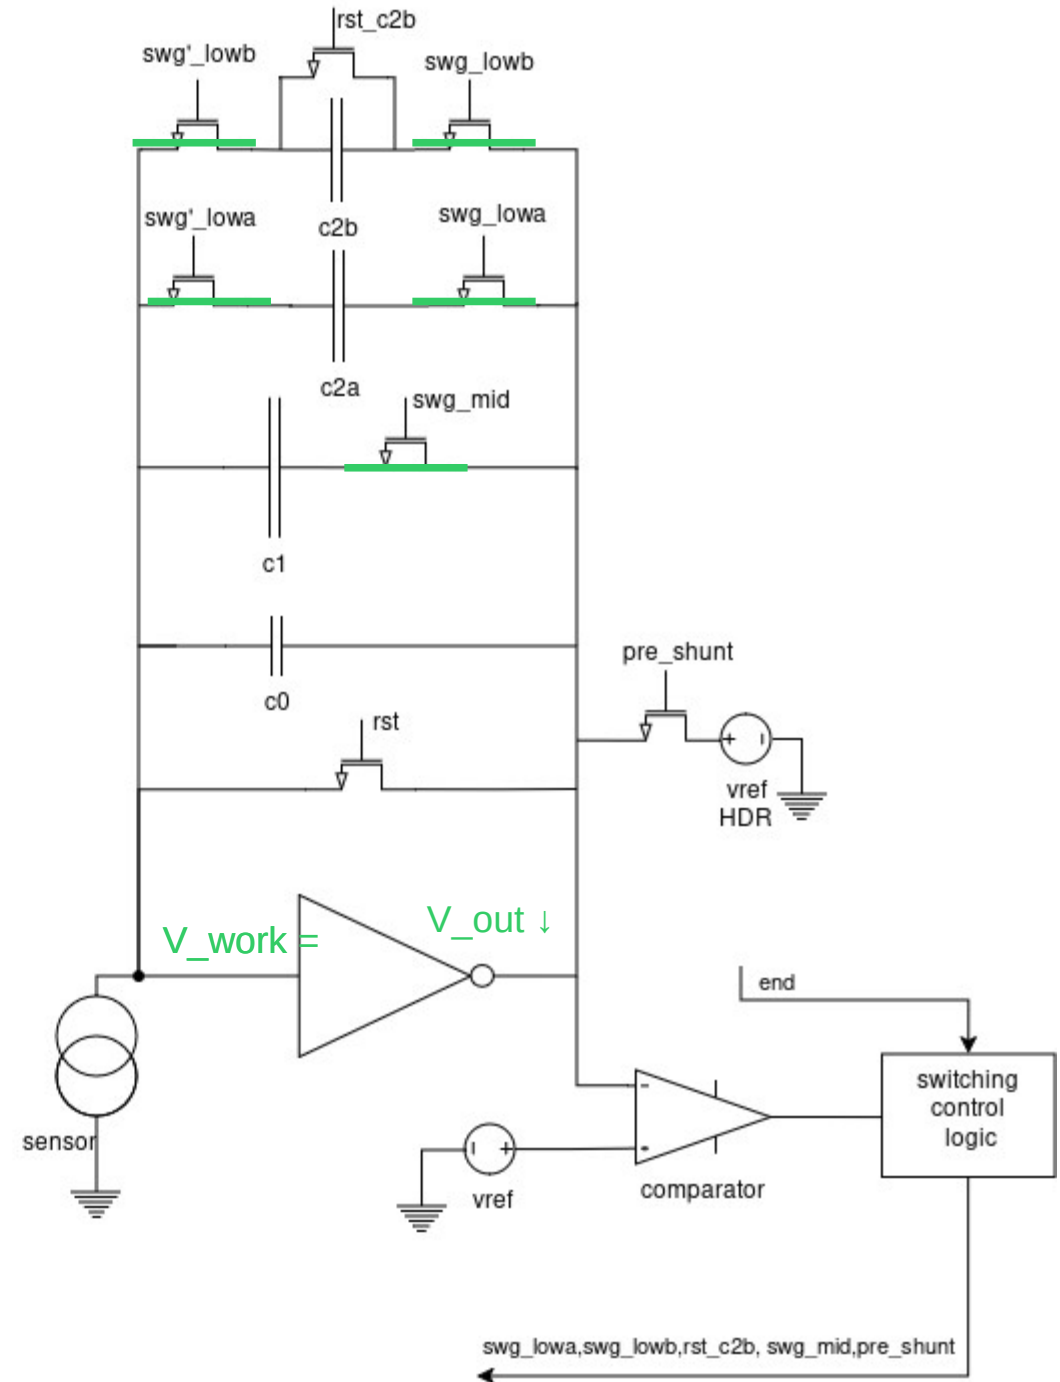 rst_c2b
swg'_lowb
swg_lowb
c2b
swg'_lowa
swg_lowa
c2a
swg_mid
c1
c0
pre_shunt
rst
+ -
vref
HDR
V_work =
V_out ↓
end
sensor
switching
control
logic
-
+
- +
vref
comparator
swg_lowa,swg_lowb,rst_c2b, swg_mid,pre_shunt